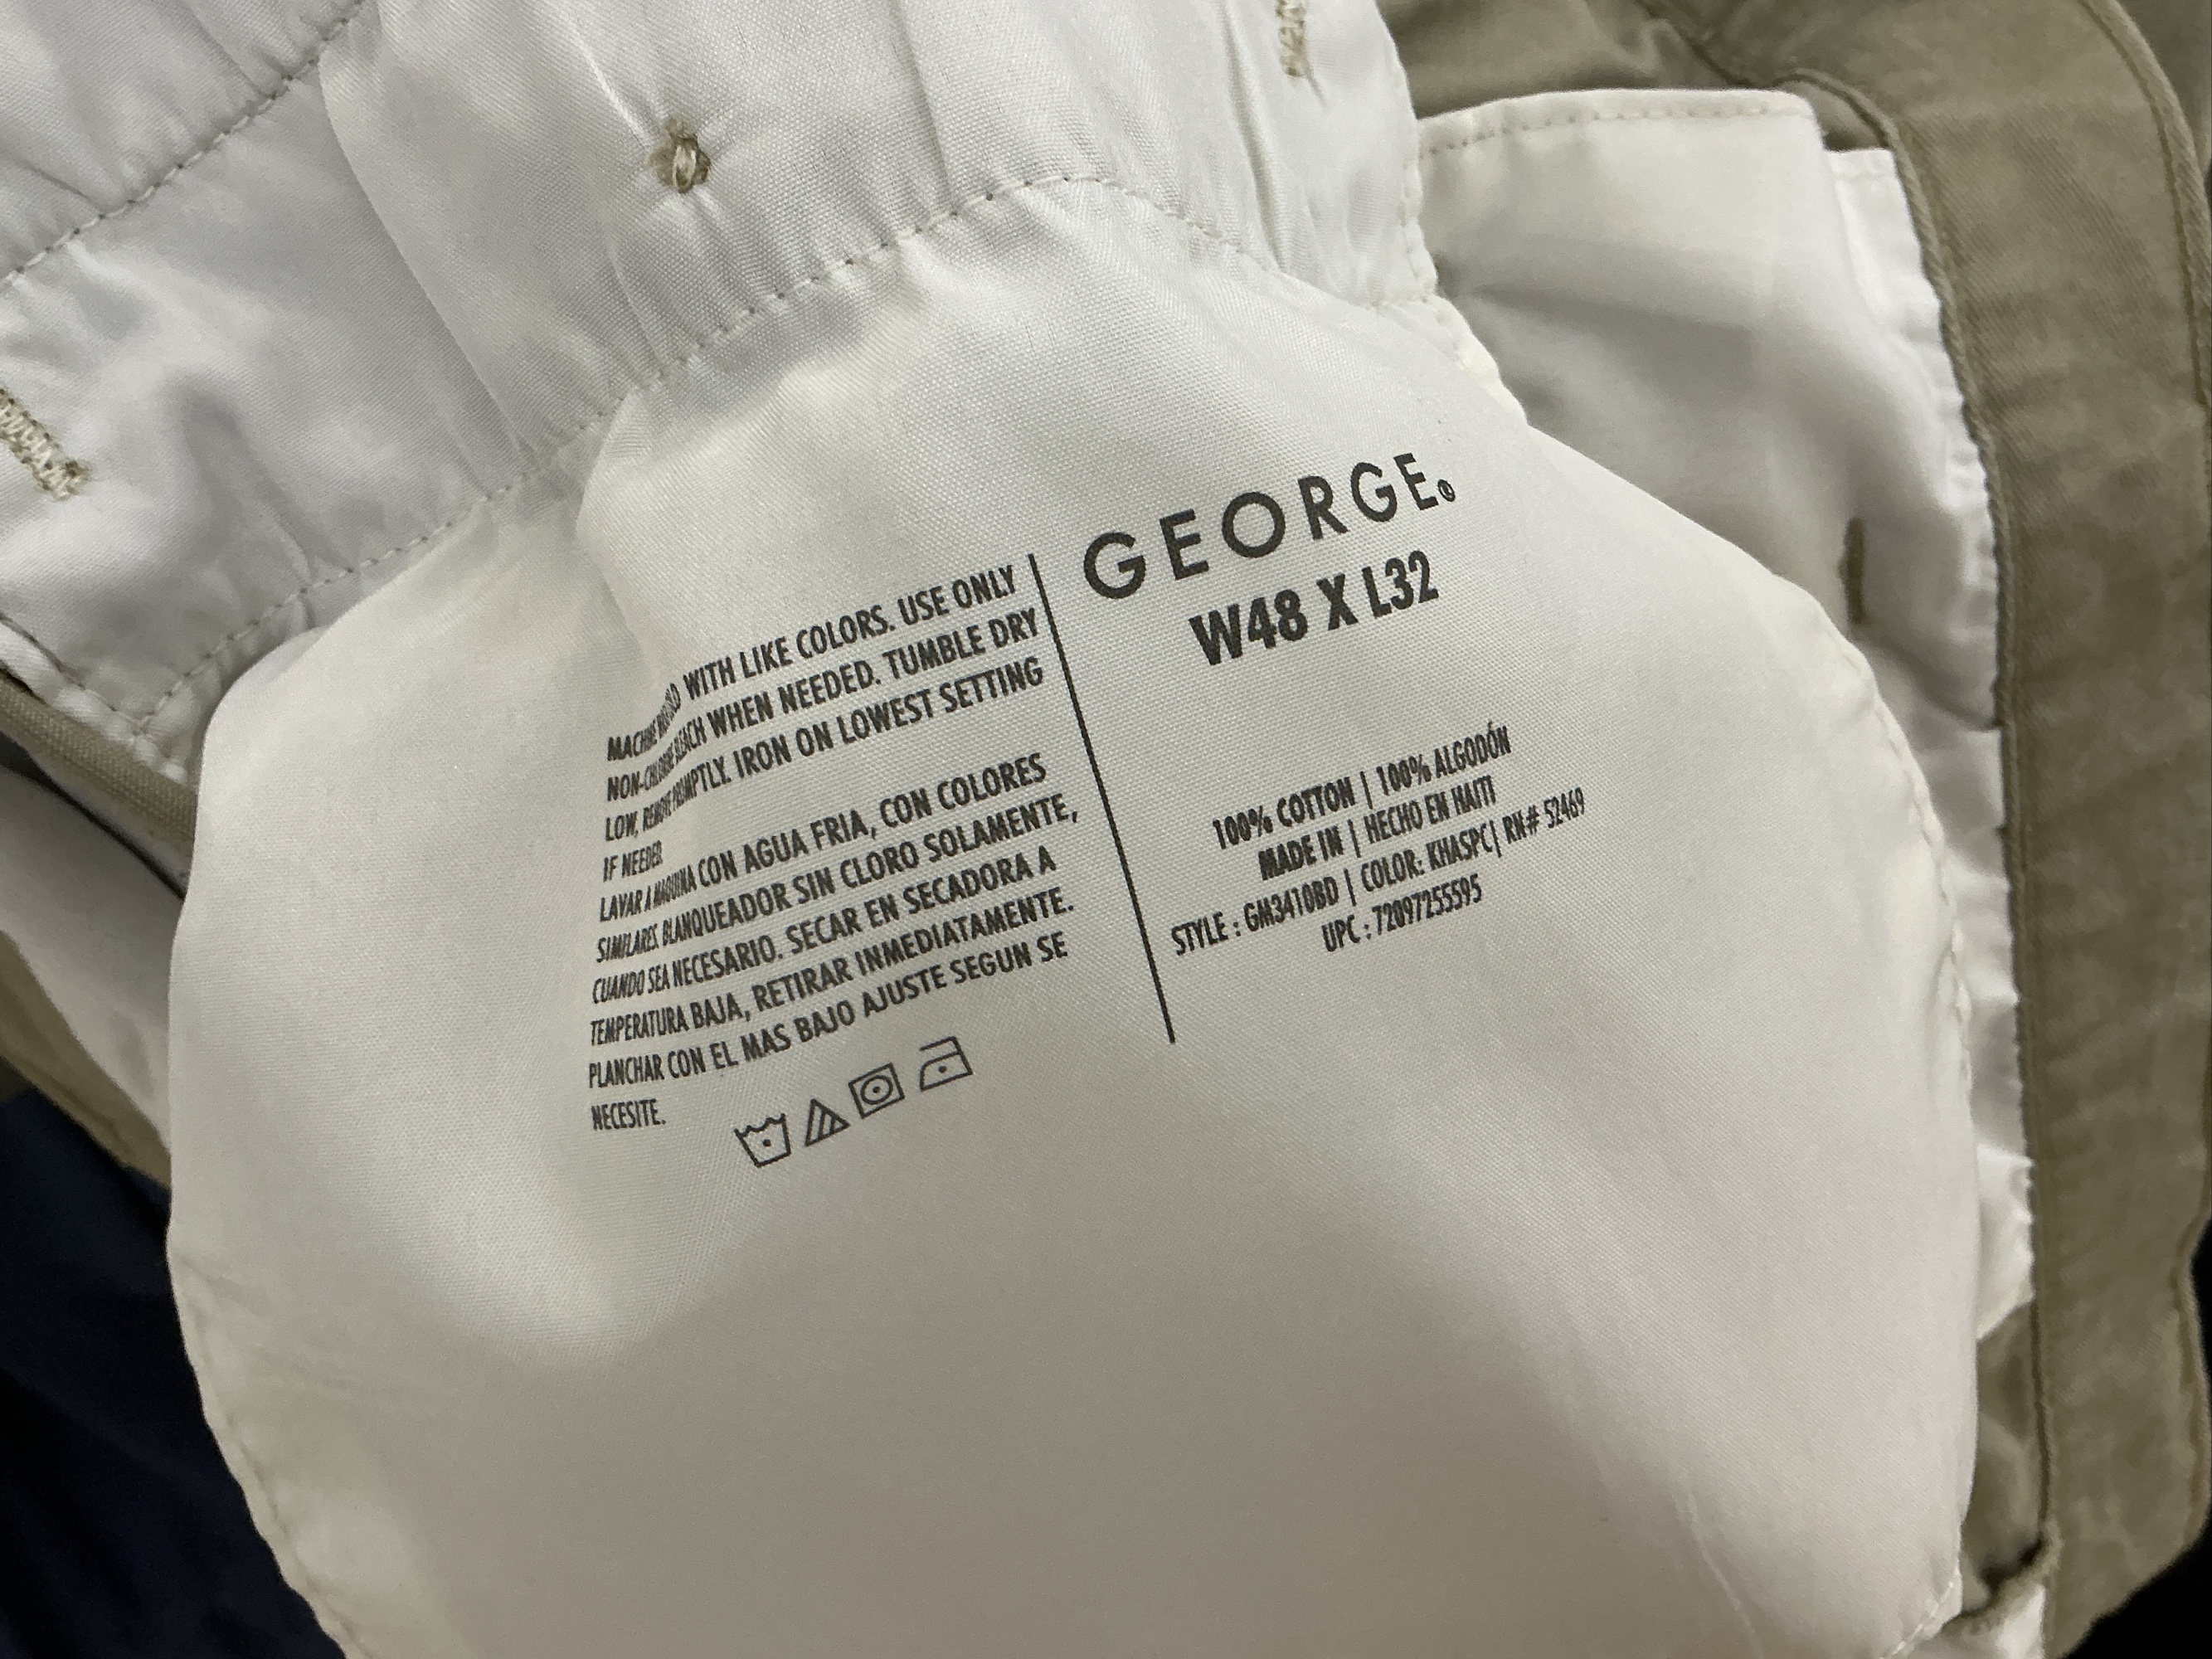 GEORGE®
W48 X L32
100% COTTON | 100% ALGODÓN
MADE IN | HECHO EN HAITI
STYLE : GM3410BD | COLOR: KHASPC| RN# 52469
UPC : 72097255595
MACHINE WITH LIKE COLORS. USE ONLY
NON-CHLORINE BLEACH WHEN NEEDED. TUMBLE DRY
LOW, REMOVE PROMPTLY. IRON ON LOWEST SETTING
IF NEEDED.
LAVAR A MAQUINA CON AGUA FRIA, CON COLORES
SIMILARES. BLANQUEADOR SIN CLORO SOLAMENTE,
CUANDO SEA NECESARIO. SECAR EN SECADORA A
TEMPERATURA BAJA, RETIRAR INMEDIATAMENTE.
PLANCHAR CON EL MAS BAJO AJUSTE SEGUN SE
NECESITE.